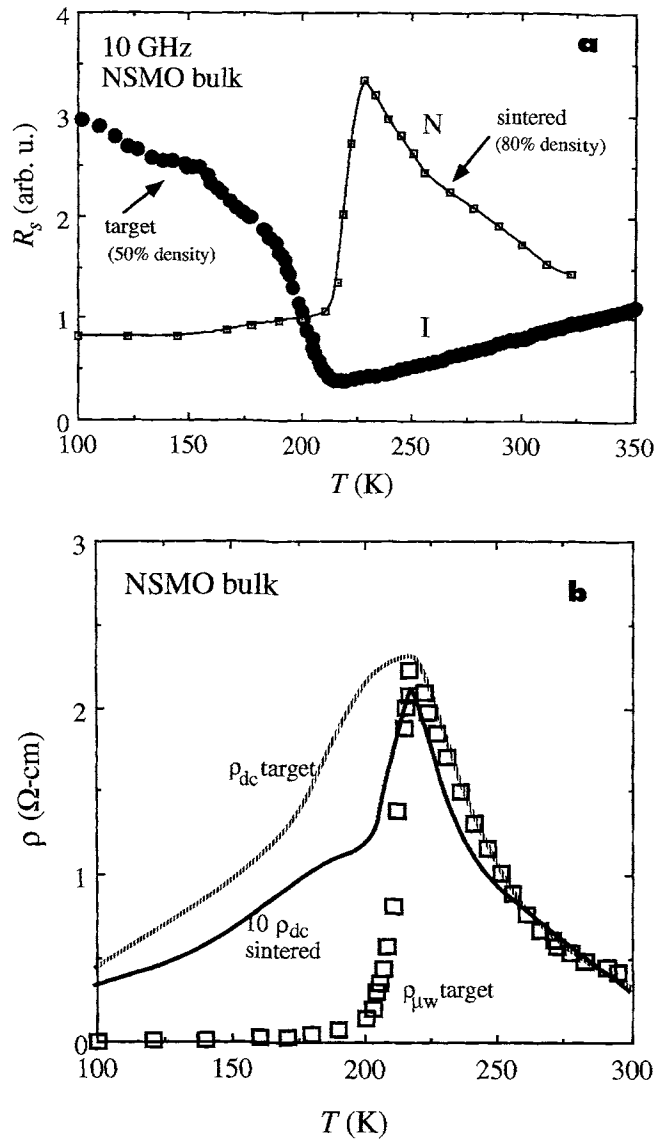 4
10 GHz
NSMO bulk
a
3
N
sintered
(80% density)
2
target
(50% density)
R_s (arb. u.)
1
I
0
100 150 200 250 300 350
T (K)
3
NSMO bulk
b
2
ρ_dc target
ρ (Ω-cm)
1
10 ρ_dc
sintered
ρ_μw target
0
100 150 200 250 300
T (K)